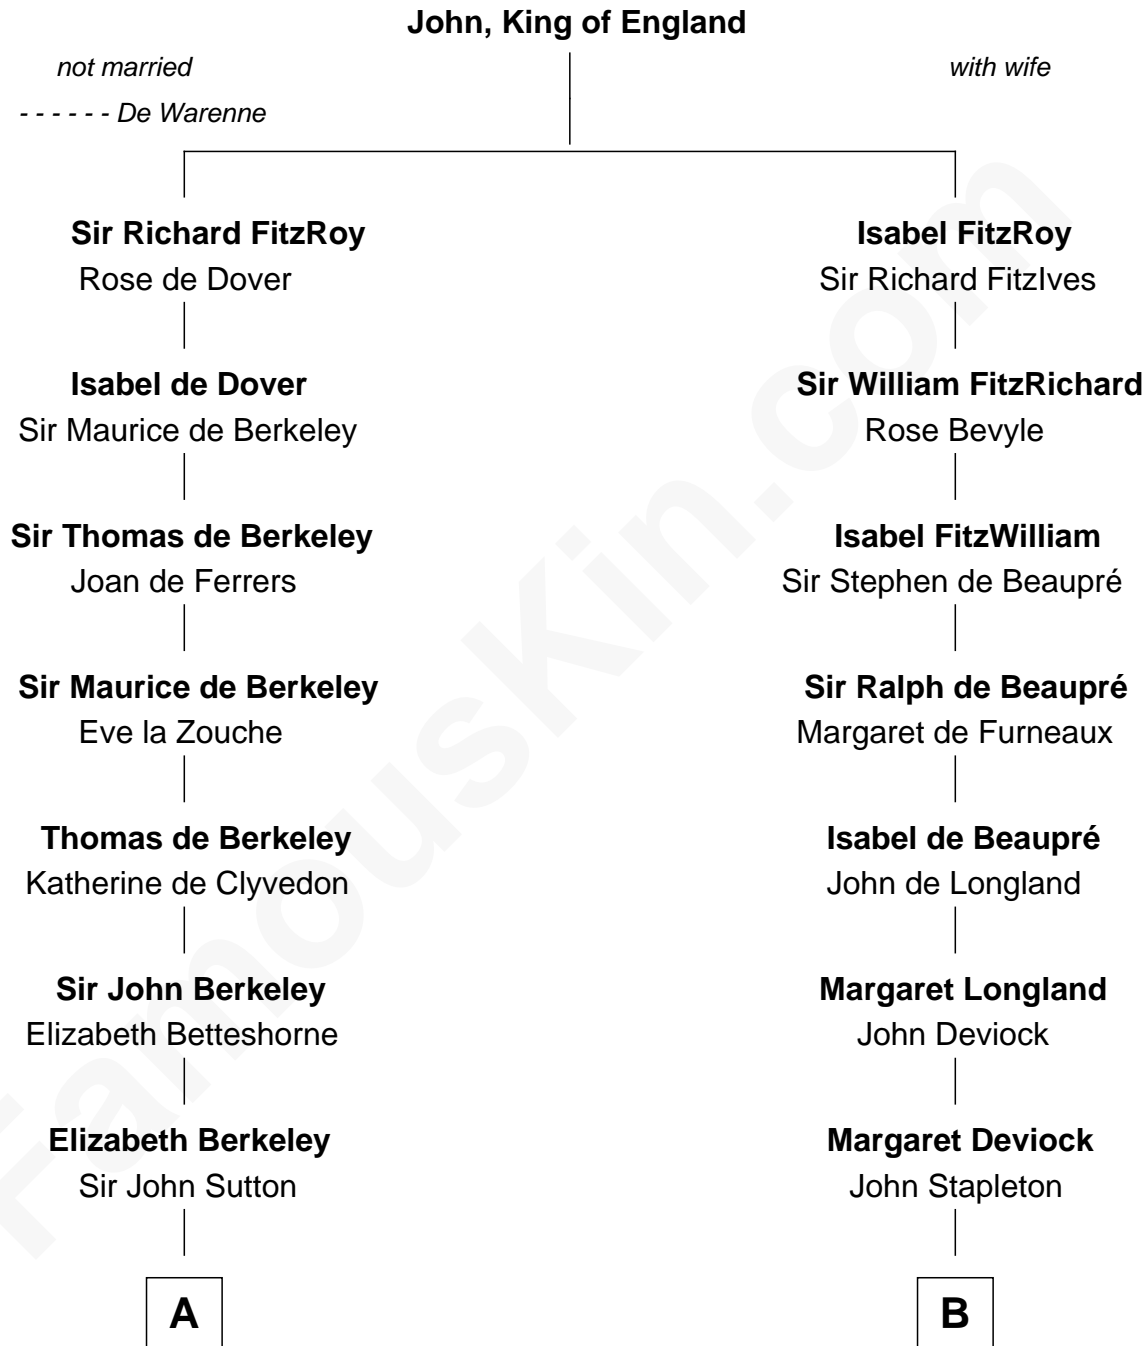 John, King of England
not married
with wife
- - - - - - De Warenne
Sir Richard FitzRoy
Isabel FitzRoy
Rose de Dover
Sir Richard FitzIves
Isabel de Dover
Sir William FitzRichard
Sir Maurice de Berkeley
Rose Bevyle
Sir Thomas de Berkeley
Isabel FitzWilliam
Joan de Ferrers
Sir Stephen de Beaupré
Sir Maurice de Berkeley
Sir Ralph de Beaupré
Eve la Zouche
Margaret de Furneaux
Thomas de Berkeley
Isabel de Beaupré
Katherine de Clyvedon
John de Longland
Sir John Berkeley
Margaret Longland
Elizabeth Betteshorne
John Deviock
Elizabeth Berkeley
Margaret Deviock
Sir John Sutton
John Stapleton
A
B
FamousKin.com